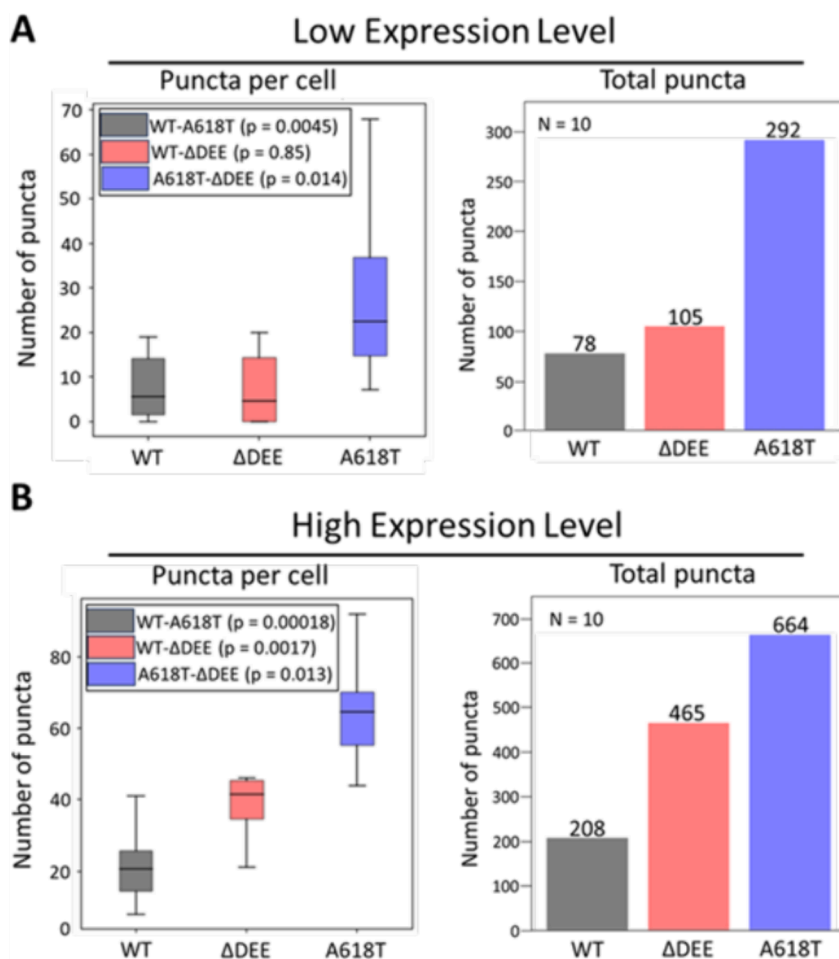 A
Low Expression Level
Puncta per cell
Number of puncta
70
60
50
40
30
20
10
0
WT-A618T (p = 0.0045)
WT-ΔDEE (p = 0.85)
A618T-ΔDEE (p = 0.014)
WT
ΔDEE
A618T
Total puncta
Number of puncta
300
250
200
150
100
50
0
N = 10
78
105
292
WT
ΔDEE
A618T
B
High Expression Level
Puncta per cell
Number of puncta
80
60
40
20
0
WT-A618T (p = 0.00018)
WT-ΔDEE (p = 0.0017)
A618T-ΔDEE (p = 0.013)
WT
ΔDEE
A618T
Total puncta
Number of puncta
700
600
500
400
300
200
100
0
N = 10
208
465
664
WT
ΔDEE
A618T